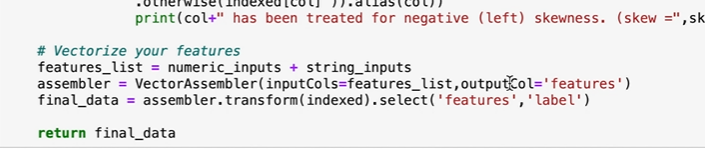 .otherwise(indexed[col] )).alias(col))
print(col+" has been treated for negative (left) skewness. (skew =",sk
# Vectorize your features
features_list = numeric_inputs + string_inputs
assembler = VectorAssembler(inputCols=features_list,outputCol='features')
final_data = assembler.transform(indexed).select('features','label')
return final_data